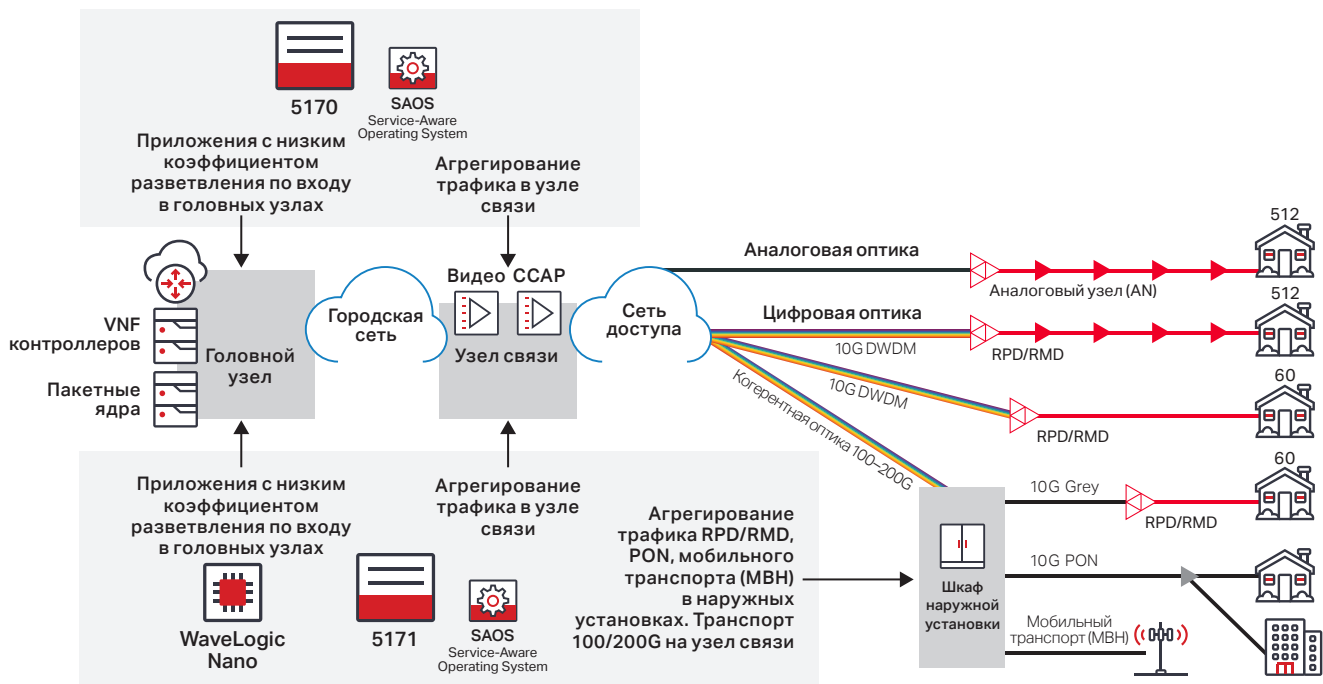 5170
SAOS
Service-Aware
Operating System
Приложения с низким
коэффициентом
разветвления по входу
в головных узлах
Агрегирование
трафика в узле
связи
VNF
контроллеров
Пакетные
ядра
Головной
узел
Городская
сеть
Видео CCAP
Узел связи
Сеть
доступа
Аналоговая оптика
Аналоговый узел (AN)
512
Цифровая оптика
10G DWDM
RPD/RMD
512
10G DWDM
RPD/RMD
60
Когерентная оптика 100–200G
10G Grey
RPD/RMD
60
10G PON
Мобильный
транспорт (MBH)
Шкаф
наружной
установки
Приложения с низким
коэффициентом
разветвления по входу
в головных узлах
WaveLogic
Nano
5171
Агрегирование
трафика в узле
связи
SAOS
Service-Aware
Operating System
Агрегирование
трафика RPD/RMD,
PON, мобильного
транспорта (MBH)
в наружных
установках. Транспорт
100/200G на узел связи